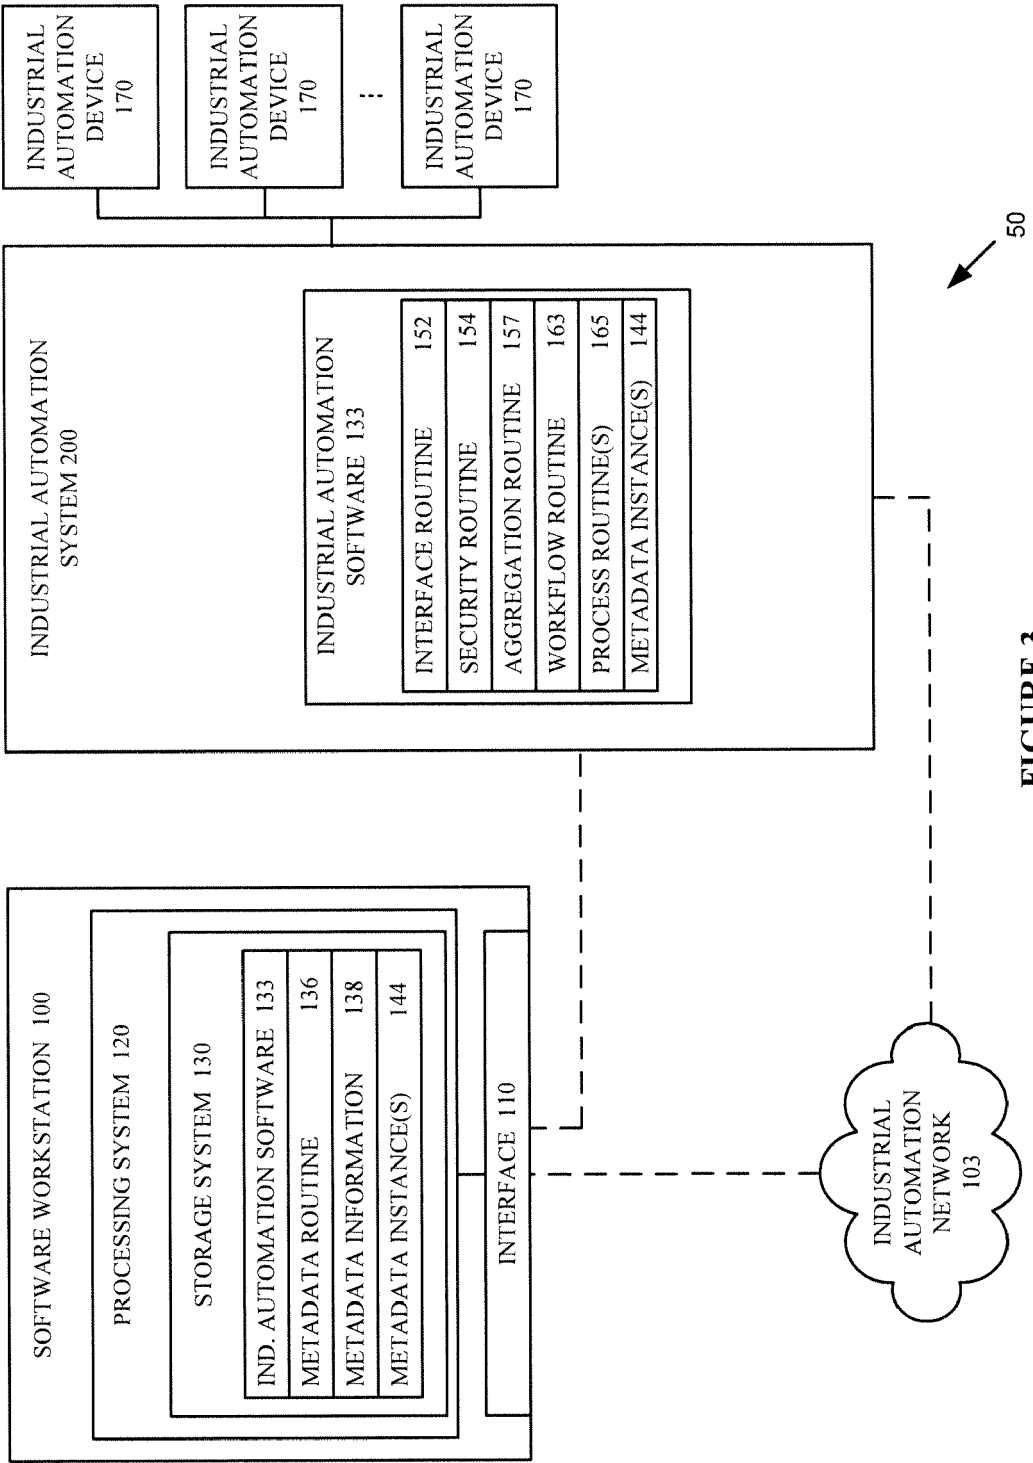 SOFTWARE WORKSTATION 100
PROCESSING SYSTEM 120
STORAGE SYSTEM 130
IND. AUTOMATION SOFTWARE 133
METADATA ROUTINE 136
METADATA INFORMATION 138
METADATA INSTANCE(S) 144
INTERFACE 110
INDUSTRIAL
AUTOMATION
NETWORK
103
INDUSTRIAL AUTOMATION
SYSTEM 200
INDUSTRIAL AUTOMATION
SOFTWARE 133
INTERFACE ROUTINE 152
SECURITY ROUTINE 154
AGGREGATION ROUTINE 157
WORKFLOW ROUTINE 163
PROCESS ROUTINE(S) 165
METADATA INSTANCE(S) 144
INDUSTRIAL
AUTOMATION
DEVICE
170
INDUSTRIAL
AUTOMATION
DEVICE
170
...
INDUSTRIAL
AUTOMATION
DEVICE
170
50
FIGURE